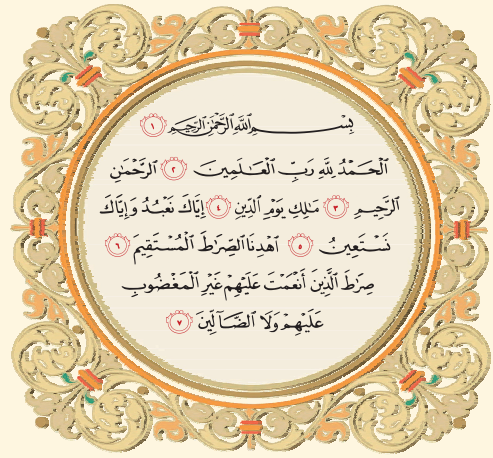 بِسْمِ ٱللَّهِ ٱلرَّحْمَٰنِ ٱلرَّحِيمِ ١
ٱلْحَمْدُ لِلَّهِ رَبِّ ٱلْعَٰلَمِينَ ٢ ٱلرَّحْمَٰنِ
ٱلرَّحِيمِ ٣ مَٰلِكِ يَوْمِ ٱلدِّينِ ٤ إِيَّاكَ نَعْبُدُ وَإِيَّاكَ
نَسْتَعِينُ ٥ ٱهْدِنَا ٱلصِّرَٰطَ ٱلْمُسْتَقِيمَ ٦
صِرَٰطَ ٱلَّذِينَ أَنْعَمْتَ عَلَيْهِمْ غَيْرِ ٱلْمَغْضُوبِ
عَلَيْهِمْ وَلَا ٱلضَّآلِّينَ ٧